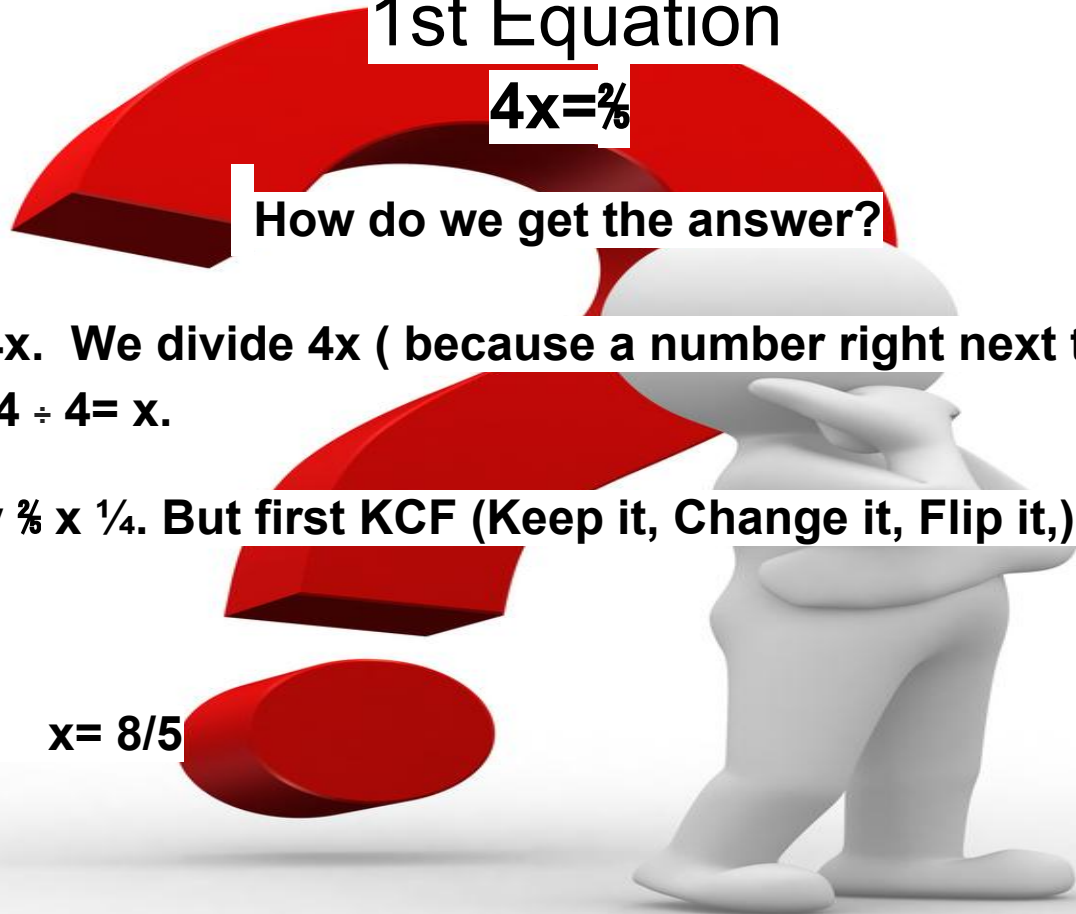 1st Equation
4x=⅖
How do we get the answer?
x. We divide 4x ( because a number right next
4 ÷ 4= x.
⅖ x ¼. But first KCF (Keep it, Change it, Flip it,)
x= 8/5